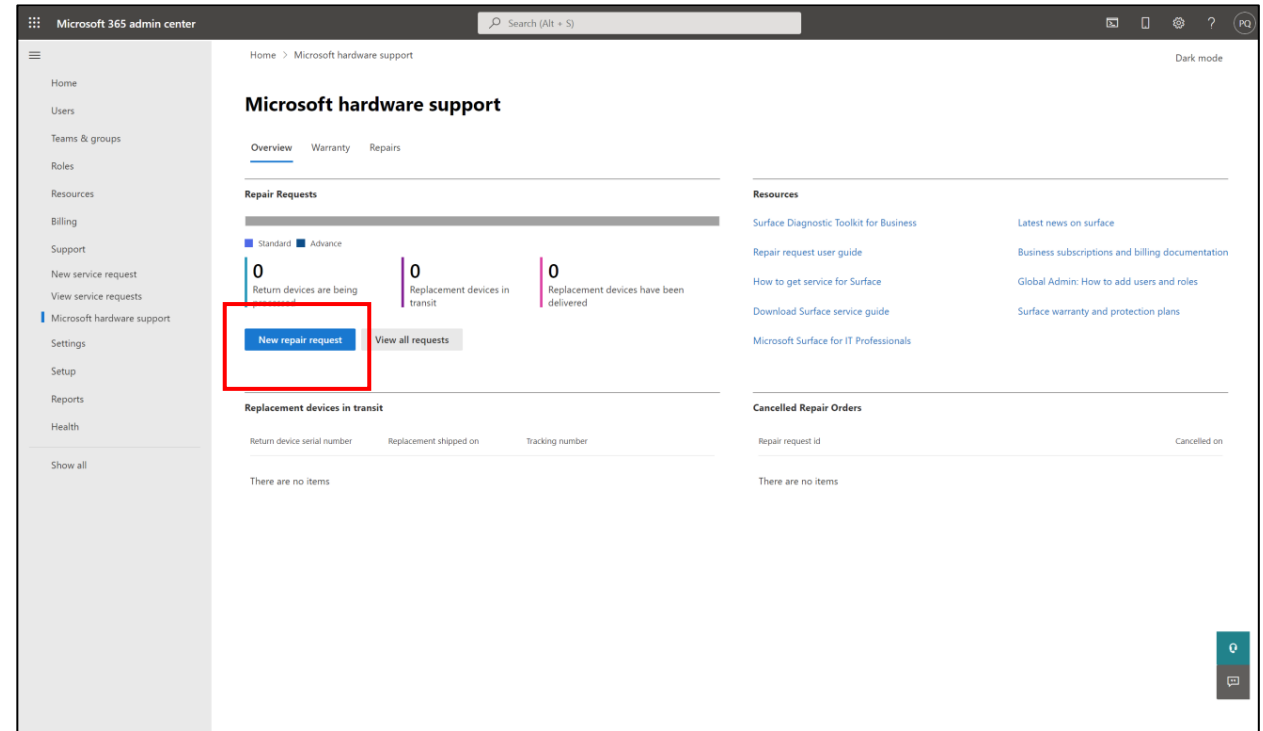 Microsoft 365 admin center
Search (Alt + S)
?
PQ
Home > Microsoft hardware support
Dark mode
Home
Users
Teams & groups
Roles
Resources
Billing
Support
New service request
View service requests
Microsoft hardware support
Settings
Setup
Reports
Health
Show all
Microsoft hardware support
Overview Warranty Repairs
Repair Requests
Standard Advance
0
Return devices are being
processed
0
Replacement devices in
transit
0
Replacement devices have been
delivered
New repair request
View all requests
Resources
Surface Diagnostic Toolkit for Business
Latest news on surface
Repair request user guide
Business subscriptions and billing documentation
How to get service for Surface
Global Admin: How to add users and roles
Download Surface service guide
Surface warranty and protection plans
Microsoft Surface for IT Professionals
Replacement devices in transit
Return device serial number Replacement shipped on Tracking number
There are no items
Cancelled Repair Orders
Repair request id Cancelled on
There are no items